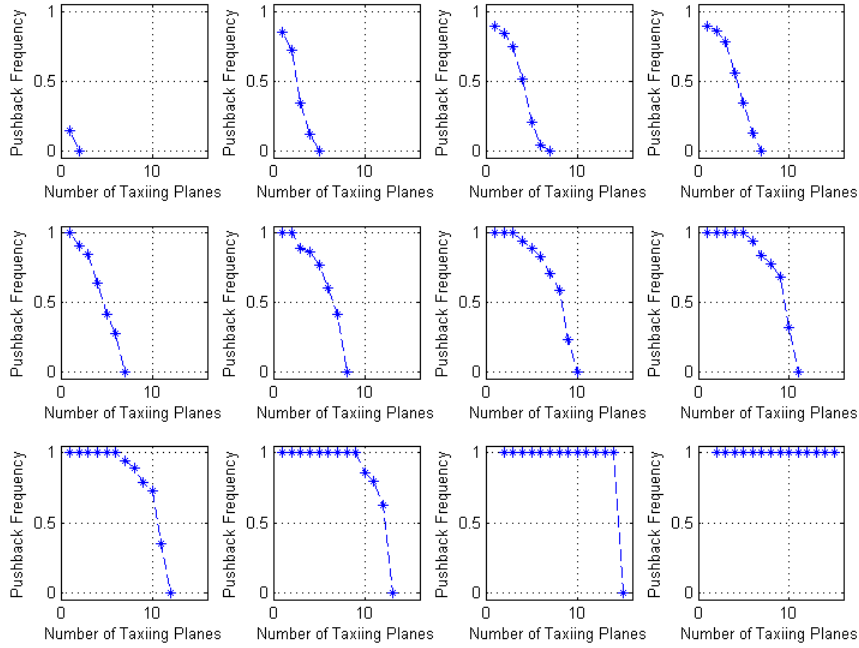 1 1 1 1
Pushback Frequency Pushback Frequency Pushback Frequency Pushback Frequency
0.5 0.5 0.5 0.5
0 0 0 0
0 10 0 10 0 10 0 10
Number of Taxiing Planes Number of Taxiing Planes Number of Taxiing Planes Number of Taxiing Planes
1 1 1 1
Pushback Frequency Pushback Frequency Pushback Frequency Pushback Frequency
0.5 0.5 0.5 0.5
0 0 0 0
0 10 0 10 0 10 0 10
Number of Taxiing Planes Number of Taxiing Planes Number of Taxiing Planes Number of Taxiing Planes
1 1 1 1
Pushback Frequency Pushback Frequency Pushback Frequency Pushback Frequency
0.5 0.5 0.5 0.5
0 0 0 0
0 10 0 10 0 10 0 10
Number of Taxiing Planes Number of Taxiing Planes Number of Taxiing Planes Number of Taxiing Planes